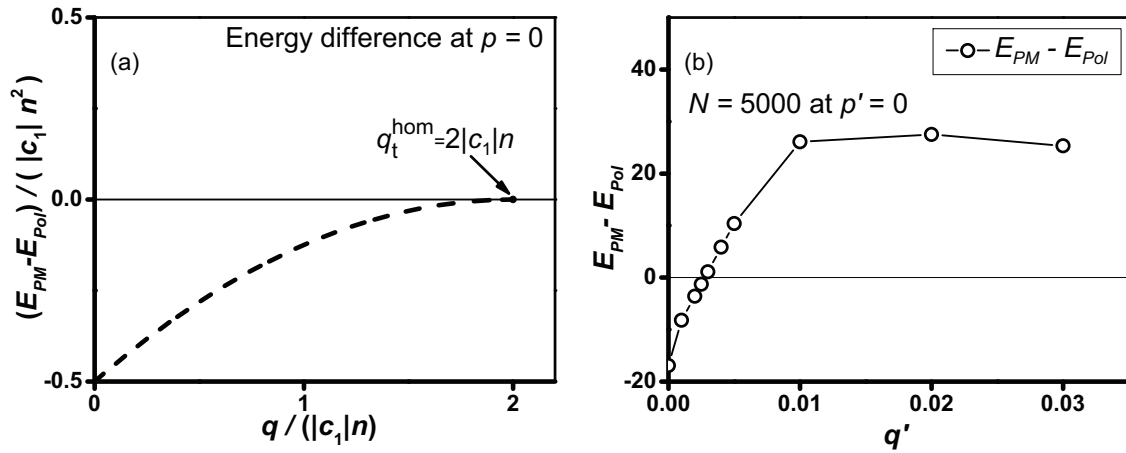 (a)
Energy difference at p = 0
q_t^hom=2|c_1|n
(E_PM-E_Pol) / ( |c_1| n^2)
0.5
0.0
-0.5
0
1
2
q / (|c_1|n)
(b)
E_PM - E_Pol
N = 5000 at p' = 0
E_PM- E_Pol
40
20
0
-20
0.00
0.01
0.02
0.03
q'